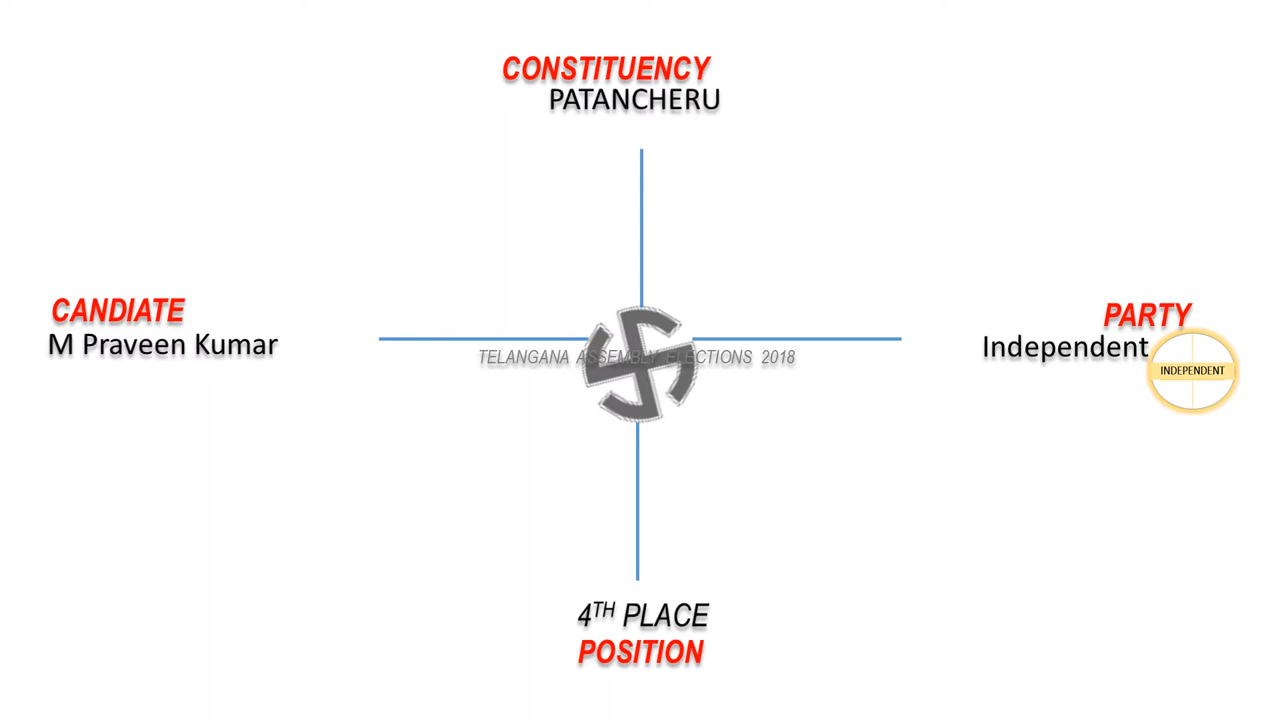 CONSTITUENCY
PATANCHERU
CANDIATE
M Praveen Kumar
PARTY
Independent
INDEPENDENT
TELANGANA ASSEMBLY ELECTIONS 2018
4TH PLACE
POSITION